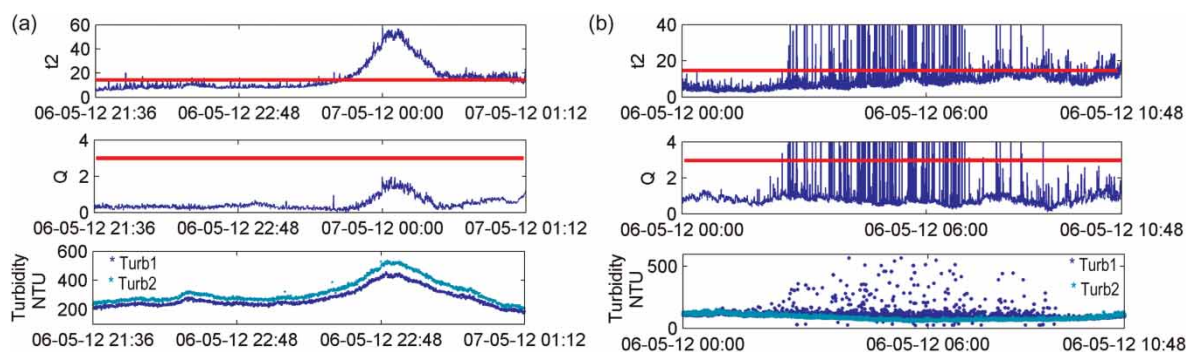 (a)
t2
60
40
20
0
06-05-12 21:36 06-05-12 22:48 07-05-12 00:00 07-05-12 01:12
Q
4
2
0
06-05-12 21:36 06-05-12 22:48 07-05-12 00:00 07-05-12 01:12
Turbidity
NTU
600
400
200
Turb1
Turb2
06-05-12 21:36 06-05-12 22:48 06-05-12 22:48 07-05-12 01:12
(b)
t2
40
20
0
06-05-12 00:00 06-05-12 06:00 06-05-12 10:48
Q
4
2
0
06-05-12 00:00 06-05-12 06:00 06-05-12 10:48
Turbidity
NTU
500
0
Turb1
Turb2
06-05-12 00:00 06-05-12 06:00 06-05-12 10:48